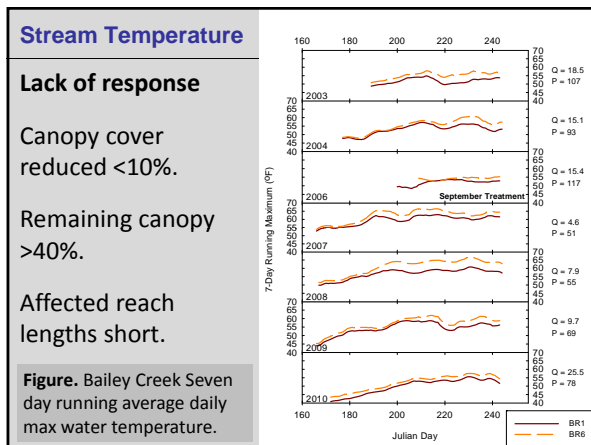 Stream Temperature
Lack of response
Canopy cover
reduced <10%.
Remaining canopy
>40%.
Affected reach
lengths short.
Figure. Bailey Creek Seven
day running average daily
max water temperature.
160 180 200 220 240
7-Day Running Maximum (ºF)
70
65
60
55
50
45
40
2003
Q = 18.5
P = 107
70
65
60
55
50
45
40
2004
Q = 15.1
P = 93
70
65
60
55
50
45
40
2006
September Treatment
Q = 15.4
P = 117
70
65
60
55
50
45
40
2007
Q = 4.6
P = 51
70
65
60
55
50
45
40
2008
Q = 7.9
P = 55
70
65
60
55
50
45
40
2009
Q = 9.7
P = 69
70
65
60
55
50
45
40
2010
Q = 25.5
P = 78
160 180 200 220 240
Julian Day
BR1
BR6